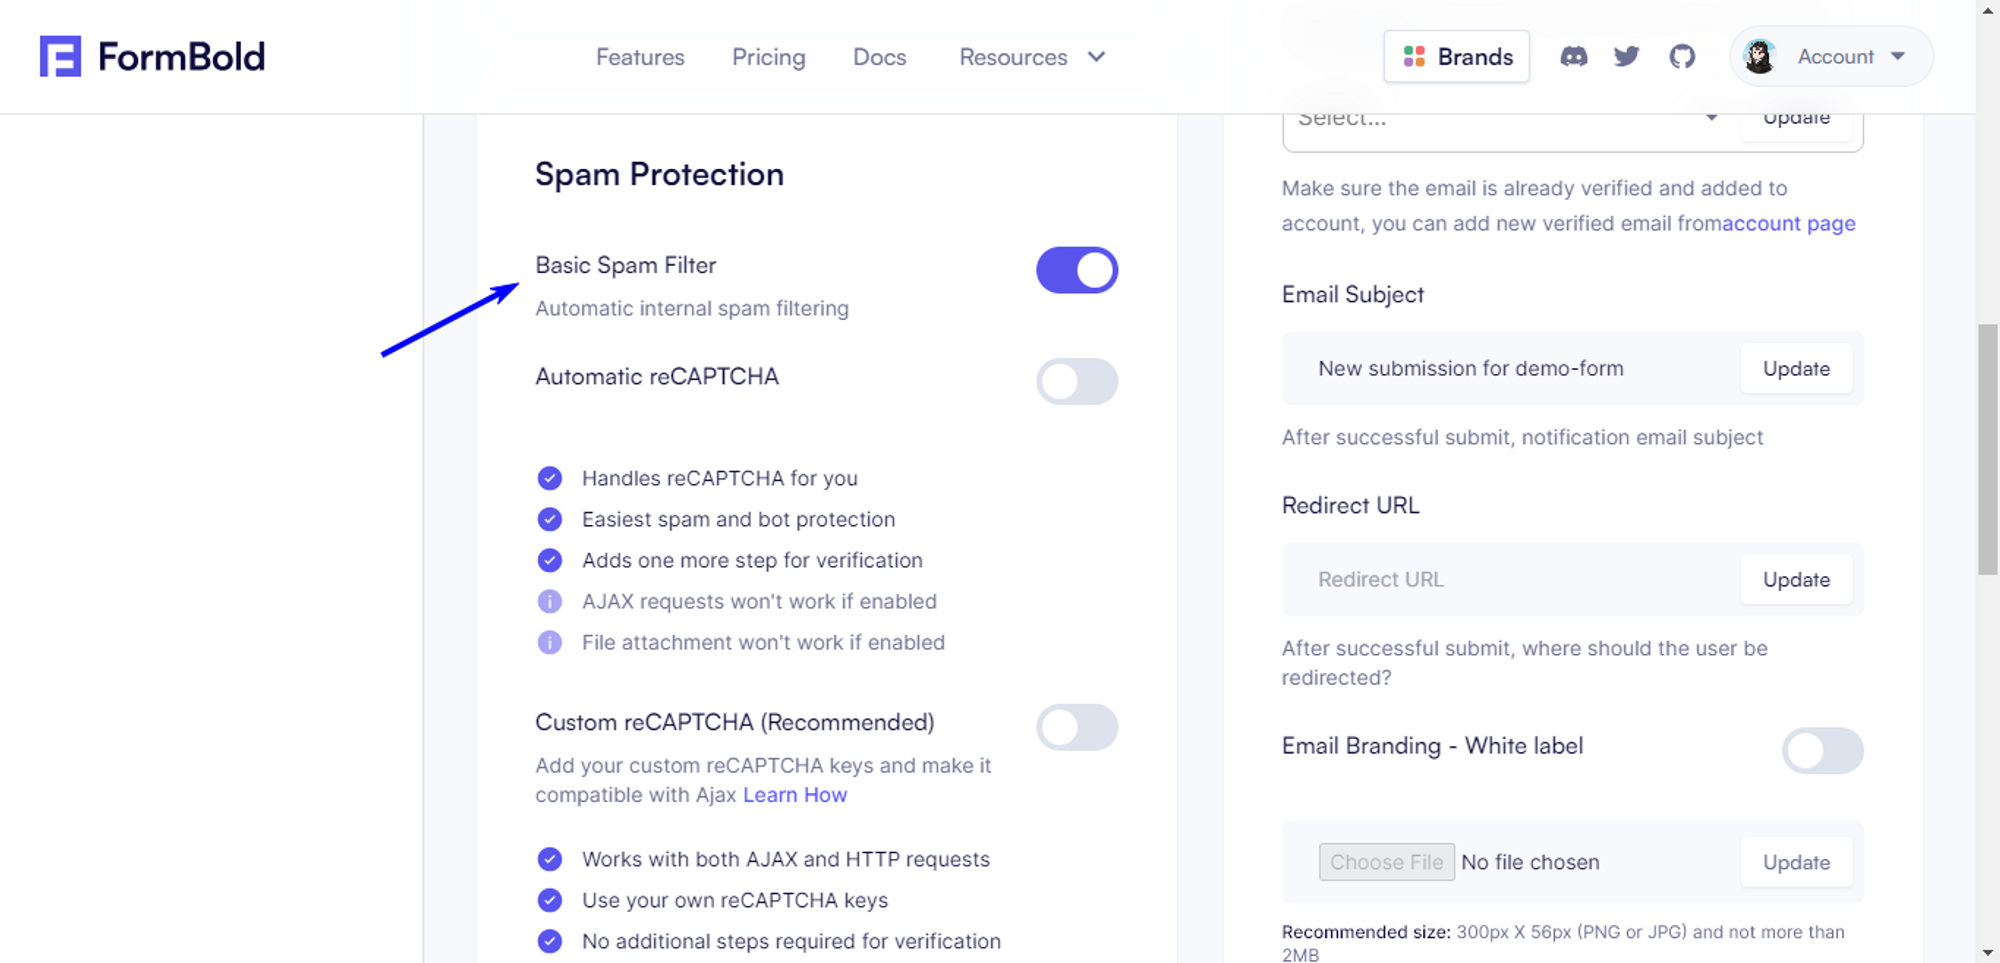 FormBold
Features
Pricing
Docs
Resources
Brands
Account
Spam Protection
Basic Spam Filter
Automatic internal spam filtering
Automatic reCAPTCHA
Handles reCAPTCHA for you
Easiest spam and bot protection
Adds one more step for verification
AJAX requests won't work if enabled
File attachment won't work if enabled
Custom reCAPTCHA (Recommended)
Add your custom reCAPTCHA keys and make it
compatible with Ajax Learn How
Works with both AJAX and HTTP requests
Use your own reCAPTCHA keys
No additional steps required for verification
Select...
Update
Make sure the email is already verified and added to
account, you can add new verified email fromaccount page
Email Subject
New submission for demo-form
Update
After successful submit, notification email subject
Redirect URL
Redirect URL
Update
After successful submit, where should the user be
redirected?
Email Branding - White label
Choose File No file chosen
Update
Recommended size: 300px X 56px (PNG or JPG) and not more than
2MB